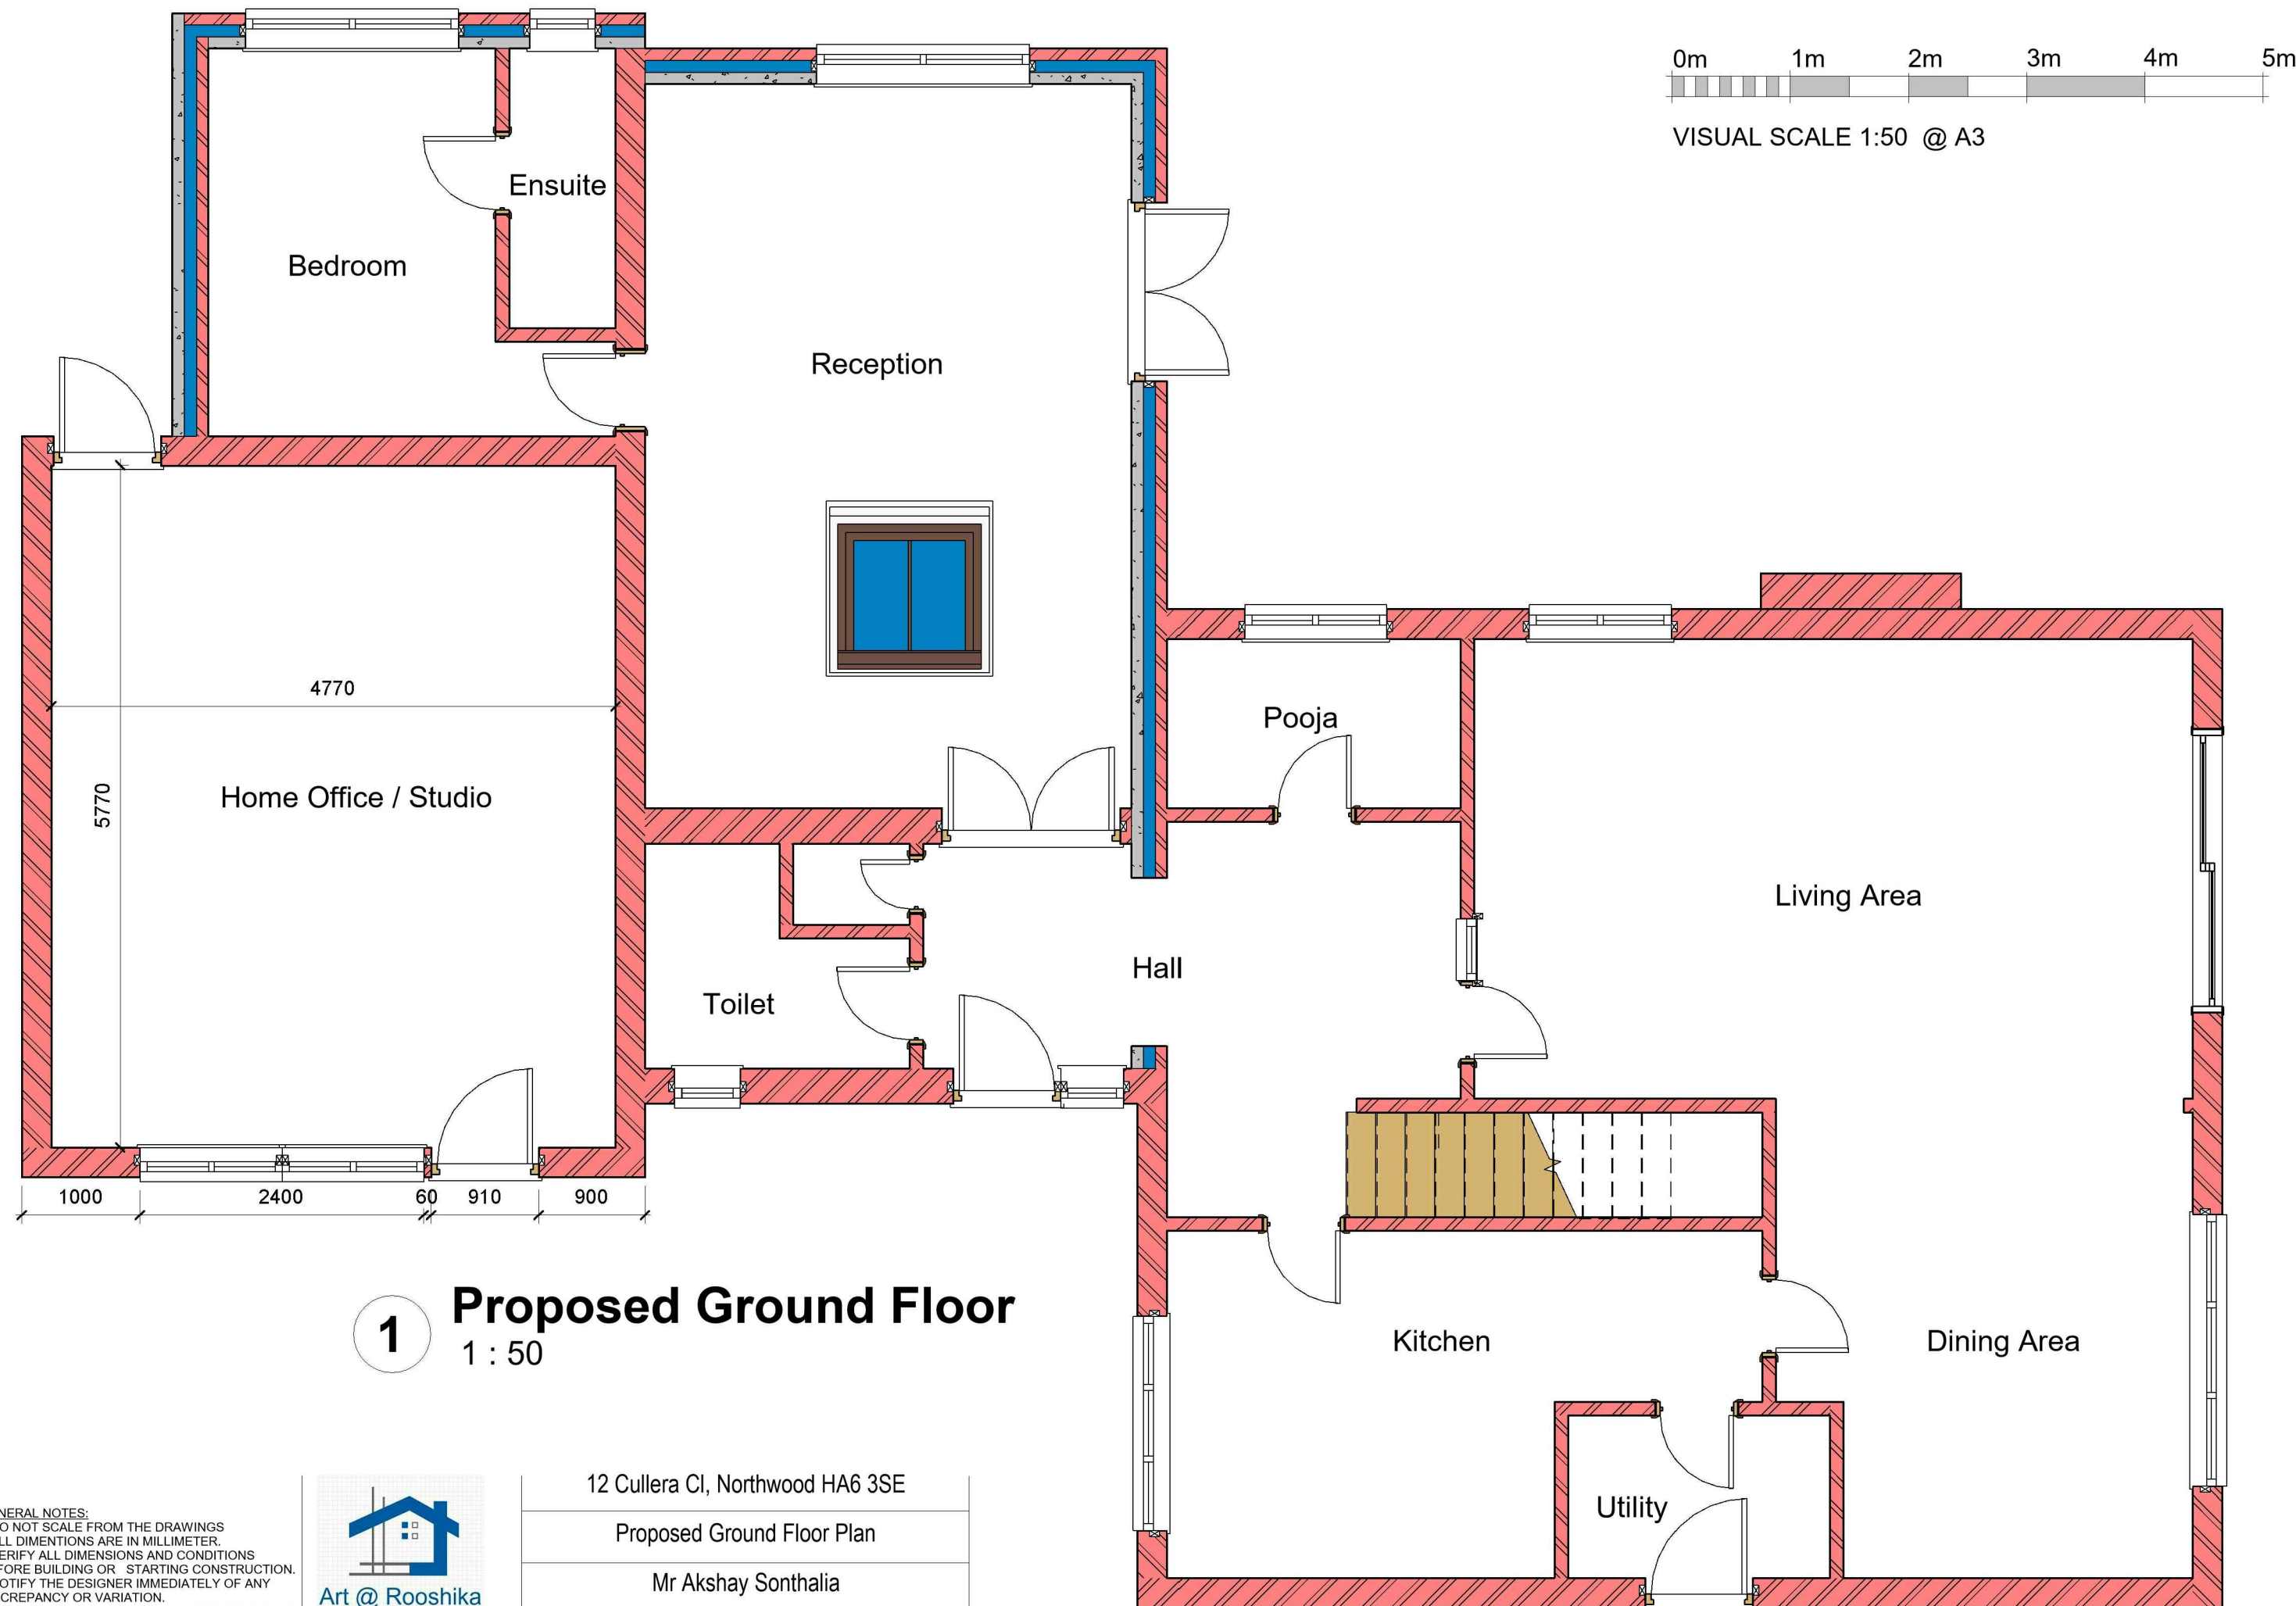 0m 1m 2m 3m 4m 5m
VISUAL SCALE 1:50 @ A3
Ensuite
Bedroom
Reception
4770
Pooja
5770
Home Office / Studio
Living Area
Hall
Toilet
1000 2400 60 910 900
1 Proposed Ground Floor
1 : 50
Kitchen
Dining Area
Utility
12 Cullera Cl, Northwood HA6 3SE
Proposed Ground Floor Plan
Mr Akshay Sonthalia
NERAL NOTES:
O NOT SCALE FROM THE DRAWINGS
LL DIMENTIONS ARE IN MILLIMETER.
ERIFY ALL DIMENSIONS AND CONDITIONS
FORE BUILDING OR STARTING CONSTRUCTION.
OTIFY THE DESIGNER IMMEDIATELY OF ANY
CREPANCY OR VARIATION.
Art @ Rooshika